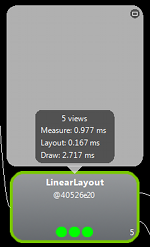 5 views
Measure: 0.977 ms
Layout: 0.167 ms
Draw: 2.717 ms
LinearLayout
@40526e20
5